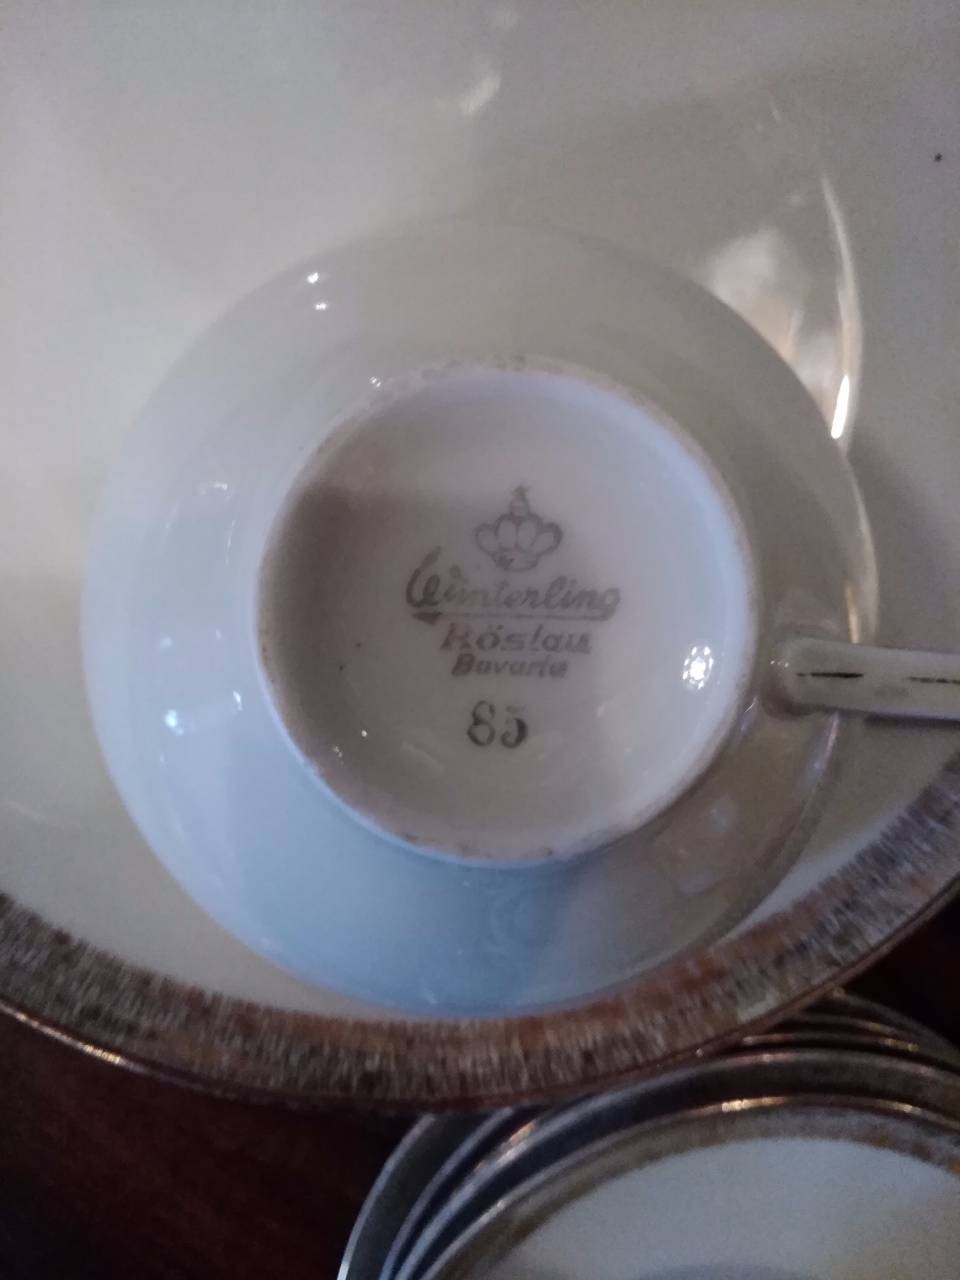 Winterling
Röslau
Bavaria
85